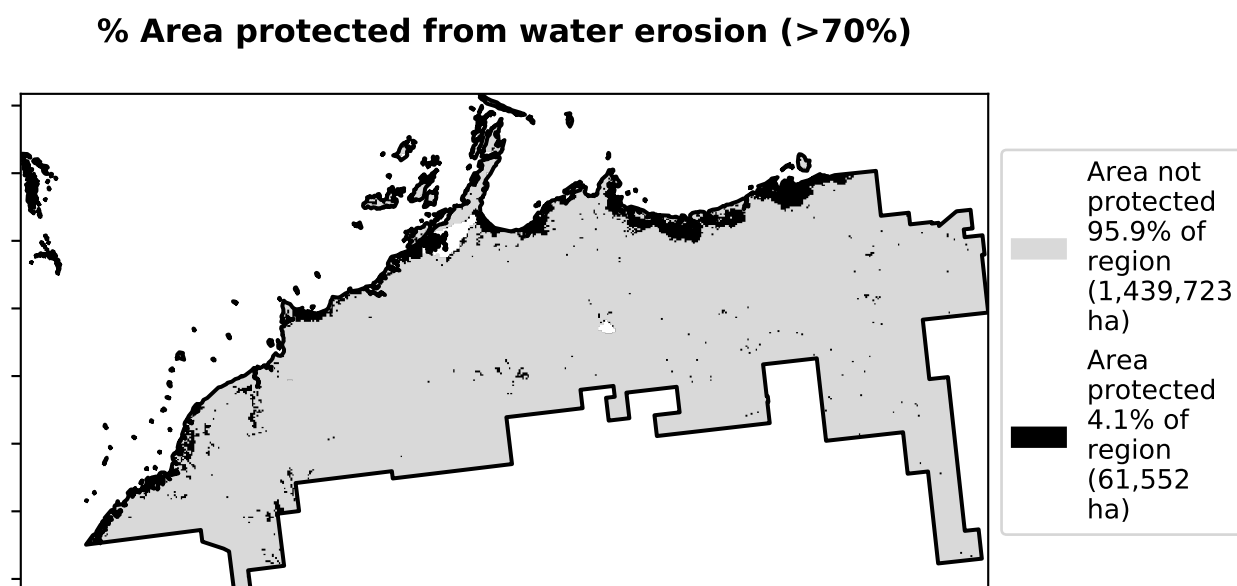 % Area protected from water erosion (>70%)
Area not
protected
95.9% of
region
(1,439,723
ha)
Area
protected
4.1% of
region
(61,552
ha)